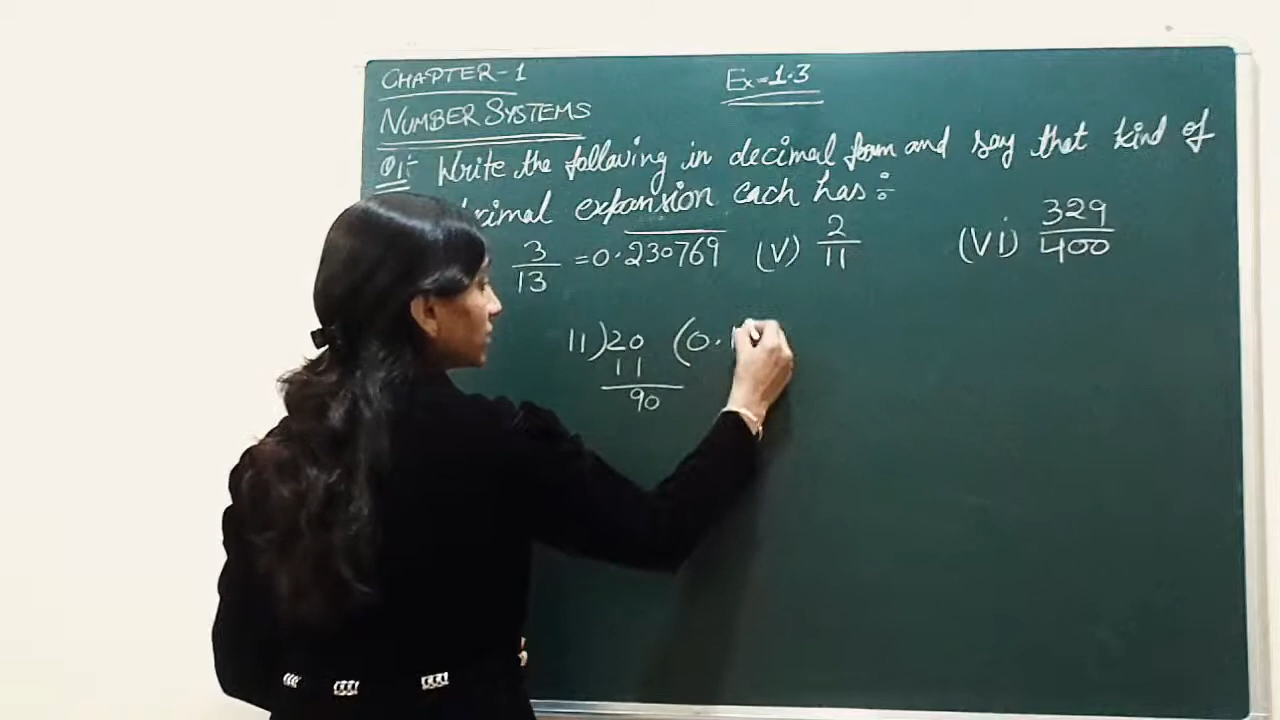 CHAPTER-1
Ex=1.3
NUMBER SYSTEMS
Q1:- Write the following in decimal form and say that kind of
expansion each has :-
3/13 = 0.230769 (V) 2/11 (Vi) 329/400
11)20 (0.
11
90